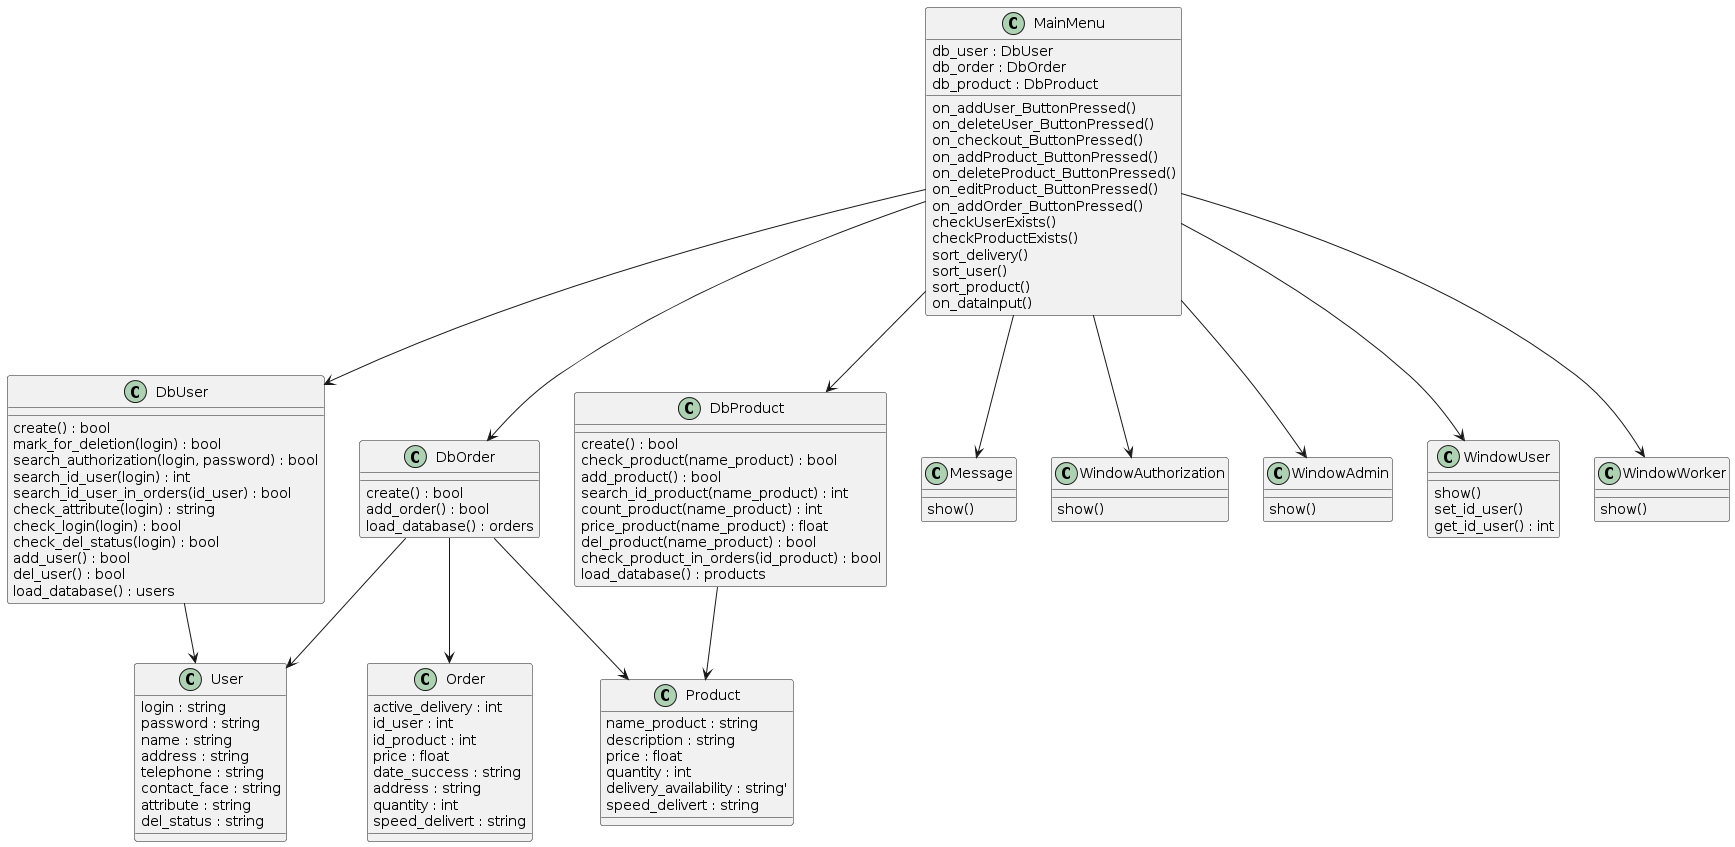 C MainMenu
db_user : DbUser
db_order : DbOrder
db_product : DbProduct
on_addUser_ButtonPressed()
on_deleteUser_ButtonPressed()
on_checkout_ButtonPressed()
on_addProduct_ButtonPressed()
on_deleteProduct_ButtonPressed()
on_editProduct_ButtonPressed()
on_addOrder_ButtonPressed()
checkUserExists()
checkProductExists()
sort_delivery()
sort_user()
sort_product()
on_dataInput()
C DbUser
create() : bool
mark_for_deletion(login) : bool
search_authorization(login, password) : bool
search_id_user(login) : int
search_id_user_in_orders(id_user) : bool
check_attribute(login) : string
check_login(login) : bool
check_del_status(login) : bool
add_user() : bool
del_user() : bool
load_database() : users
C DbOrder
create() : bool
add_order() : bool
load_database() : orders
C DbProduct
create() : bool
check_product(name_product) : bool
add_product() : bool
search_id_product(name_product) : int
count_product(name_product) : int
price_product(name_product) : float
del_product(name_product) : bool
check_product_in_orders(id_product) : bool
load_database() : products
C Message
show()
C WindowAuthorization
show()
C WindowAdmin
show()
C WindowUser
show()
set_id_user()
get_id_user() : int
C WindowWorker
show()
C User
login : string
password : string
name : string
address : string
telephone : string
contact_face : string
attribute : string
del_status : string
C Order
active_delivery : int
id_user : int
id_product : int
price : float
date_success : string
address : string
quantity : int
speed_delivert : string
C Product
name_product : string
description : string
price : float
quantity : int
delivery_availability : string'
speed_delivert : string